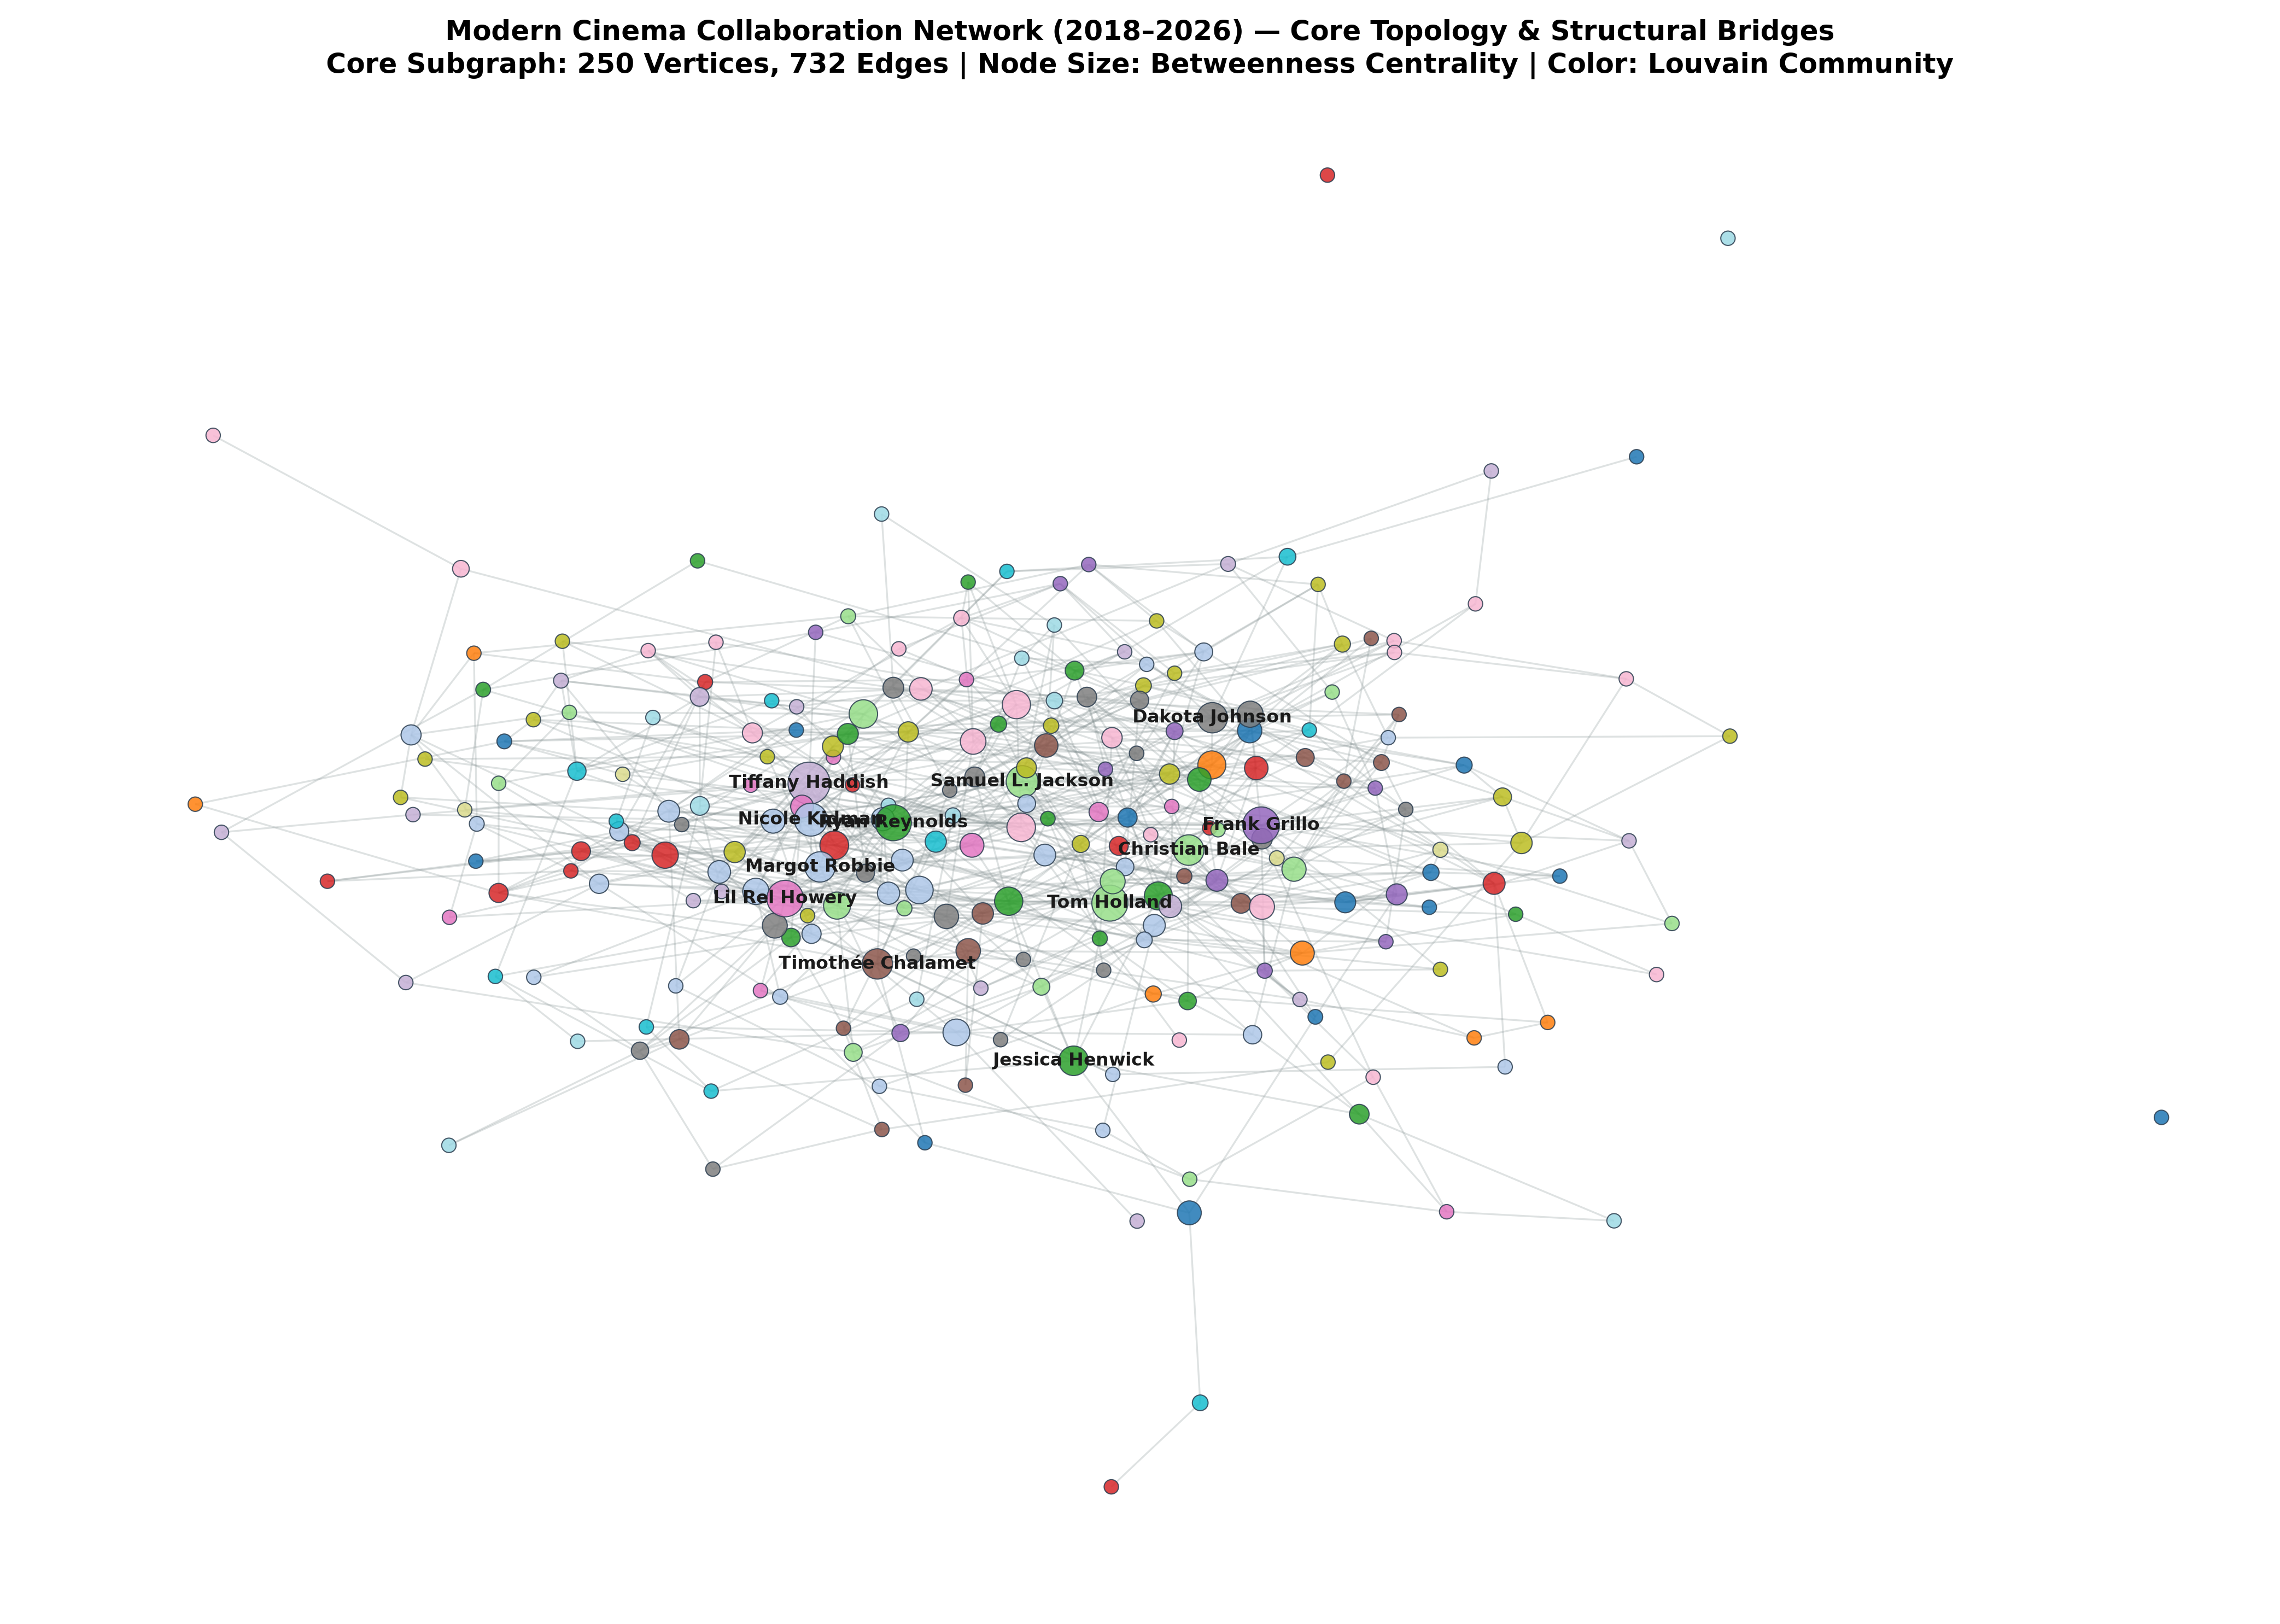 Modern Cinema Collaboration Network (2018–2026) — Core Topology & Structural Bridges
Core Subgraph: 250 Vertices, 732 Edges | Node Size: Betweenness Centrality | Color: Louvain Community
Dakota Johnson
Tiffany Haddish
Samuel L. Jackson
Nicole Kidman
Ryan Reynolds
Frank Grillo
Christian Bale
Margot Robbie
Lil Rel Howery
Tom Holland
Timothée Chalamet
Jessica Henwick